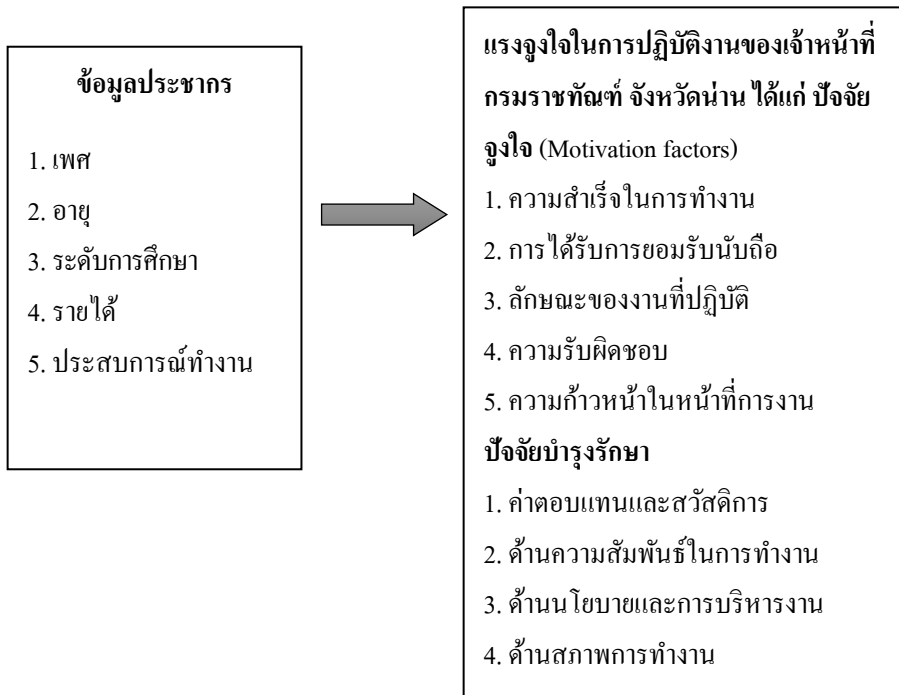 ข้อมูลประชากร
1. เพศ
2. อายุ
3. ระดับการศึกษา
4. รายได้
5. ประสบการณ์ทำงาน
แรงจูงใจในการปฏิบัติงานของเจ้าหน้าที่
กรมราชทัณฑ์ จังหวัดน่าน ได้แก่ ปัจจัย
จูงใจ (Motivation factors)
1. ความสำเร็จในการทำงาน
2. การได้รับการยอมรับนับถือ
3. ลักษณะของงานที่ปฏิบัติ
4. ความรับผิดชอบ
5. ความก้าวหน้าในหน้าที่การงาน
ปัจจัยบำรุงรักษา
1. ค่าตอบแทนและสวัสดิการ
2. ด้านความสัมพันธ์ในการทำงาน
3. ด้านนโยบายและการบริหารงาน
4. ด้านสภาพการทำงาน